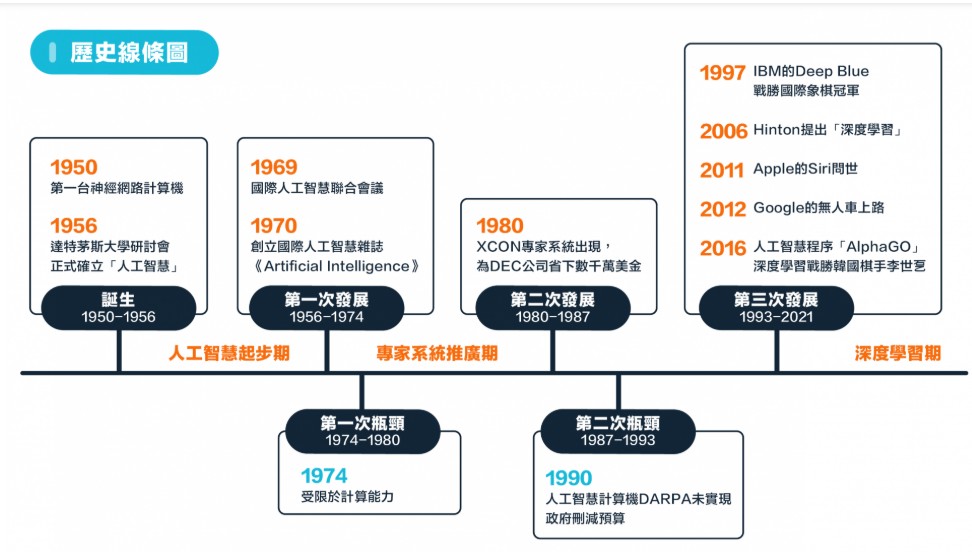 歷史線條圖
1950
第一台神經網路計算機
1956
達特茅斯大學研討會
正式確立「人工智慧」
誕生
1950-1956
1969
國際人工智慧聯合會議
1970
創立國際人工智慧雜誌
《Artificial Intelligence》
第一次發展
1956-1974
1980
XCON專家系統出現，
為DEC公司省下數千萬美金
第二次發展
1980-1987
1997 IBM的Deep Blue
戰勝國際象棋冠軍
2006 Hinton提出「深度學習」
2011 Apple的Siri問世
2012 Google的無人車上路
2016 人工智慧程序「AlphaGO」
深度學習戰勝韓國棋手李世乭
第三次發展
1993-2021
人工智慧起步期
專家系統推廣期
深度學習期
第一次瓶頸
1974-1980
1974
受限於計算能力
第二次瓶頸
1987-1993
1990
人工智慧計算機DARPA未實現
政府刪減預算